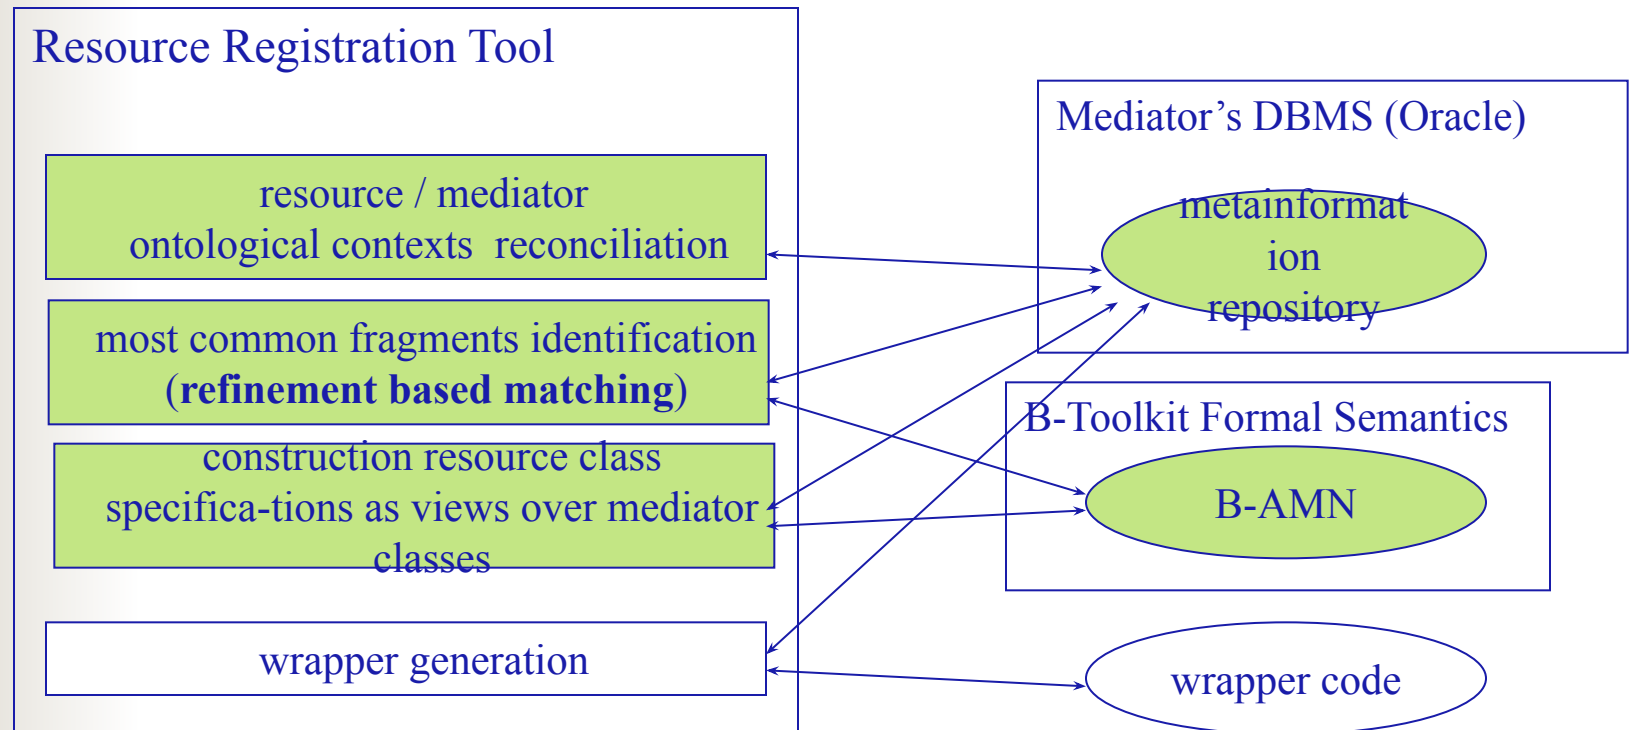 Resource Registration Tool
resource / mediator
ontological contexts reconciliation
most common fragments identification
(refinement based matching)
construction resource class
specifica-tions as views over mediator
classes
wrapper generation
Mediator’s DBMS (Oracle)
metainformat
ion
repository
B-Toolkit Formal Semantics
B-AMN
wrapper code